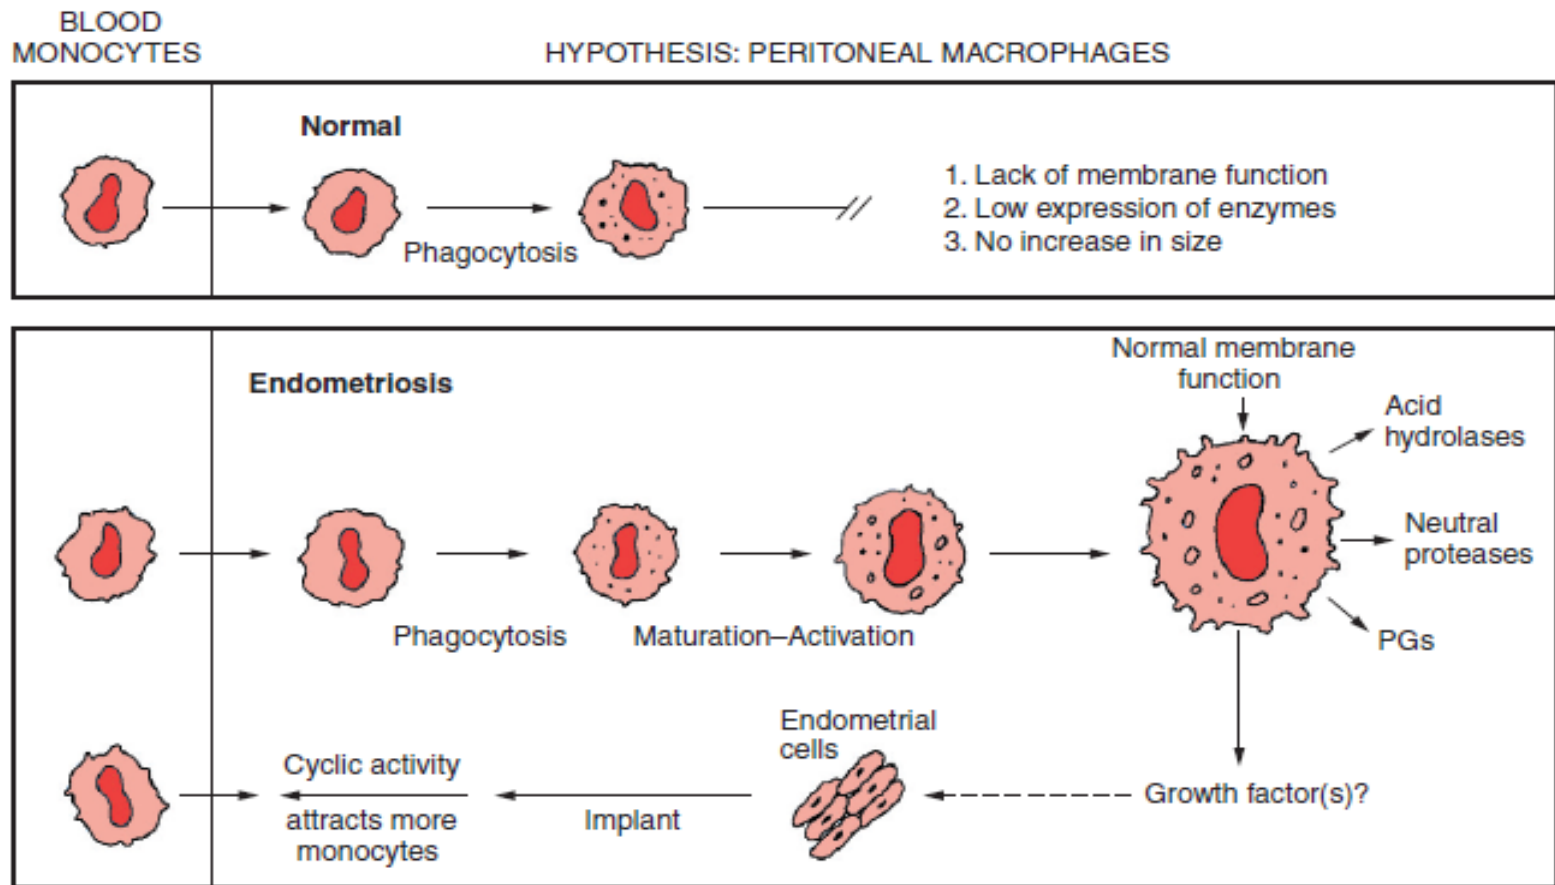 BLOOD
MONOCYTES
HYPOTHESIS: PERITONEAL MACROPHAGES
Normal
Phagocytosis
1. Lack of membrane function
2. Low expression of enzymes
3. No increase in size
Endometriosis
Normal membrane
function
Acid
hydrolases
Neutral
proteases
PGs
Phagocytosis
Maturation–Activation
Endometrial
cells
Cyclic activity
attracts more
monocytes
Implant
Growth factor(s)?